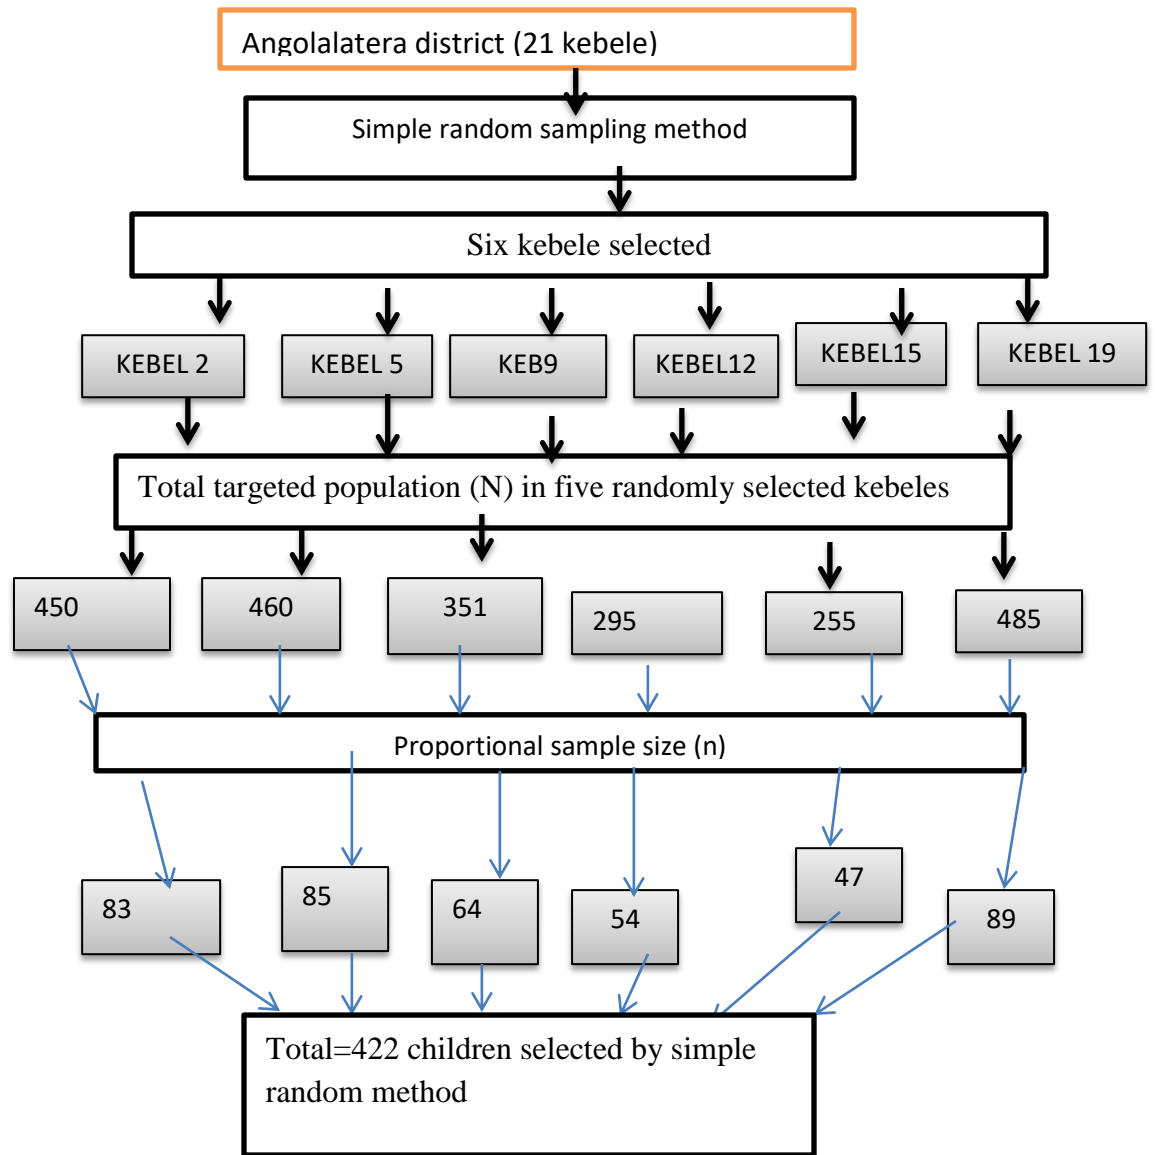 Angolalatera district (21 kebele)
Simple random sampling method
Six kebele selected
KEBEL 2
KEBEL 5
KEB9
KEBEL12
KEBEL15
KEBEL 19
Total targeted population (N) in five randomly selected kebeles
450
460
351
295
255
485
Proportional sample size (n)
83
85
64
54
47
89
Total=422 children selected by simple
random method